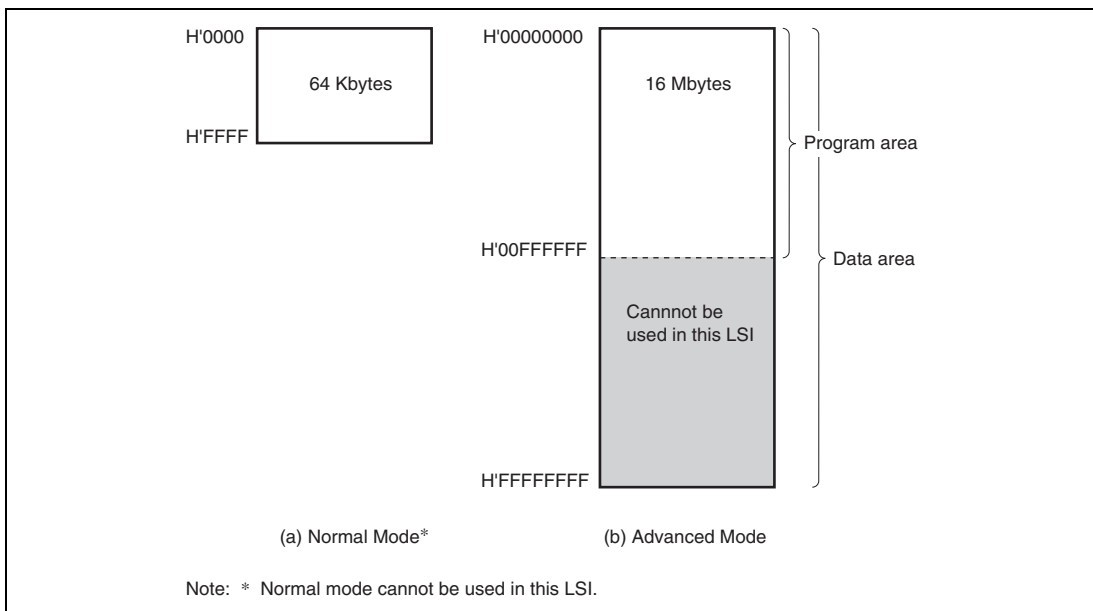 H'0000
64 Kbytes
H'FFFF
H'00000000
16 Mbytes
Program area
H'00FFFFFF
Data area
Cannnot be
used in this LSI
H'FFFFFFFF
(a) Normal Mode*
(b) Advanced Mode
Note: * Normal mode cannot be used in this LSI.